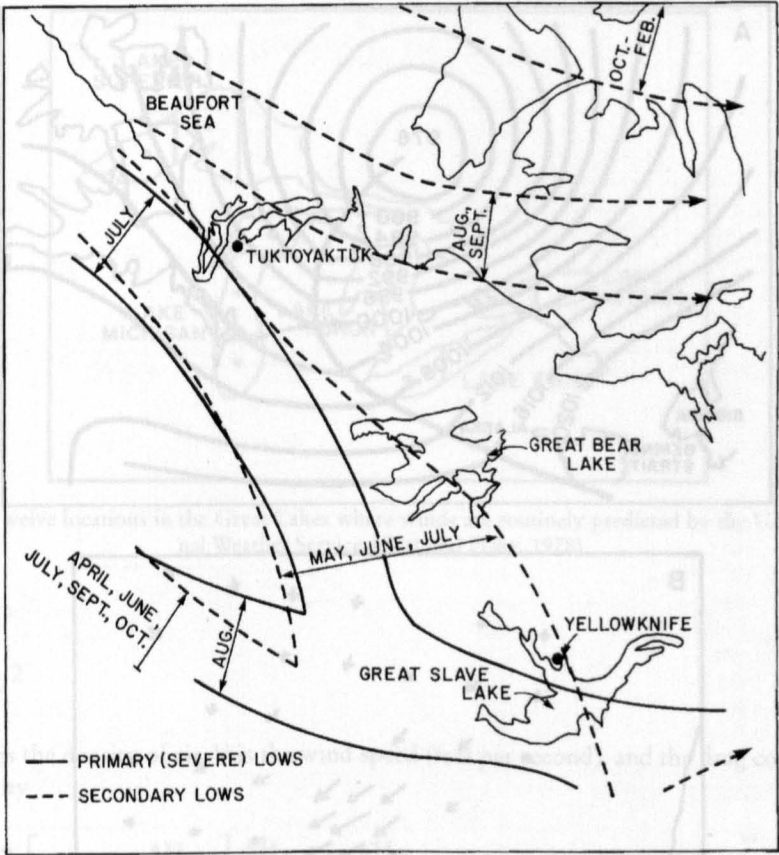 OCT.-
FEB.
BEAUFORT
SEA
JULY
AUG.,
SEPT.
TUKTOYAKTUK
GREAT BEAR
LAKE
MAY, JUNE, JULY
APRIL, JUNE,
JULY, SEPT., OCT.
AUG.
YELLOWKNIFE
GREAT SLAVE
LAKE
PRIMARY (SEVERE) LOWS
SECONDARY LOWS